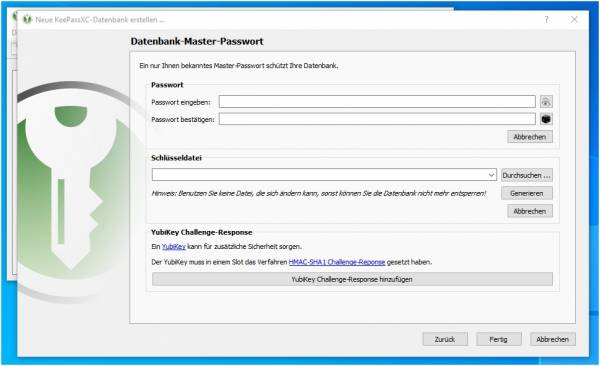 Neue KeePassXC-Datenbank erstellen ...
Datenbank-Master-Passwort
Ein nur Ihnen bekanntes Master-Passwort schützt Ihre Datenbank.
Passwort
Passwort eingeben:
Passwort bestätigen:
Abbrechen
Schlüsseldatei
Durchsuchen ...
Hinweis: Benutzen Sie keine Datei, die sich ändern kann, sonst können Sie die Datenbank nicht mehr entsperren!
Generieren
Abbrechen
YubiKey Challenge-Response
Ein YubiKey kann für zusätzliche Sicherheit sorgen.
Der YubiKey muss in einem Slot das Verfahren HMAC-SHA1 Challenge-Reponse gesetzt haben.
YubiKey Challenge-Response hinzufügen
Zurück Fertig Abbrechen